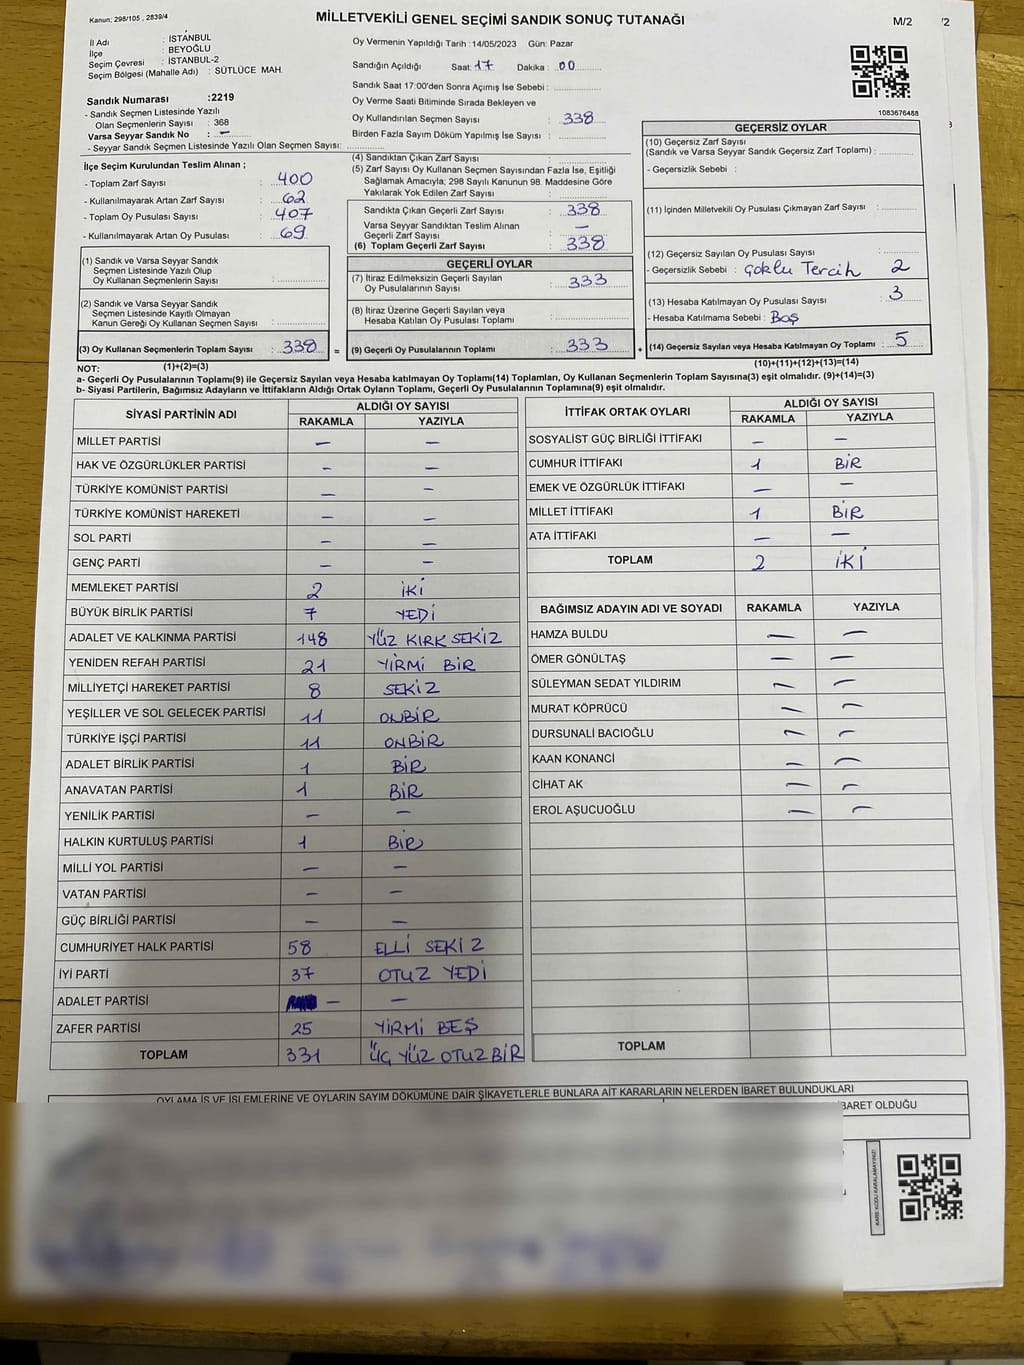 Kanun; 298/105 , 2839/4
MİLLETVEKİLİ GENEL SEÇİMİ SANDIK SONUÇ TUTANAĞI
M/2
'/2
İl Adı : İSTANBUL
İlçe : BEYOĞLU
Seçim Çevresi : İSTANBUL-2
Seçim Bölgesi (Mahalle Adı) : SÜTLÜCE MAH.
Sandık Numarası :2219
- Sandık Seçmen Listesinde Yazılı
Olan Seçmenlerin Sayısı : 368
Varsa Seyyar Sandık No : –
- Seyyar Sandık Seçmen Listesinde Yazılı Olan Seçmen Sayısı:
Oy Vermenin Yapıldığı Tarih :14/05/2023 Gün: Pazar
Sandığın Açıldığı Saat: 17 Dakika : 00
Sandık Saat 17:00'den Sonra Açımış İse Sebebi :
Oy Verme Saati Bitiminde Sırada Bekleyen ve
Oy Kullandırılan Seçmen Sayısı : 338
Birden Fazla Sayım Döküm Yapılmış İse Sayısı :
1083676488
İlçe Seçim Kurulundan Teslim Alınan ;
- Toplam Zarf Sayısı : 400
- Kullanılmayarak Artan Zarf Sayısı : 62
- Toplam Oy Pusulası Sayısı : 407
- Kullanılmayarak Artan Oy Pusulası : 69
(1) Sandık ve Varsa Seyyar Sandık
Seçmen Listesinde Yazılı Olup
Oy Kullanan Seçmen Sayısı :
(2) Sandık ve Varsa Seyyar Sandık
Seçmen Listesinde Kayıtlı Olmayan
Kanun Gereği Oy Kullanan Seçmen Sayısı :
(3) Oy Kullanan Seçmenlerin Toplam Sayısı : 338 =
(4) Sandıktan Çıkan Zarf Sayısı :
(5) Zarf Sayısı Oy Kullanan Seçmen Sayısından Fazla İse, Eşitliği
Sağlamak Amacıyla; 298 Sayılı Kanunun 98. Maddesine Göre
Yakılarak Yok Edilen Zarf Sayısı :
Sandıkta Çıkan Geçerli Zarf Sayısı : 338
Varsa Seyyar Sandıktan Teslim Alınan
Geçerli Zarf Sayısı : –
(6) Toplam Geçerli Zarf Sayısı : 338
GEÇERLİ OYLAR
(7) İtiraz Edilmeksizin Geçerli Sayılan
Oy Pusulalarının Sayısı : 333
(8) İtiraz Üzerine Geçerli Sayılan veya
Hesaba Katılan Oy Pusulası Toplamı :
(9) Geçerli Oy Pusulalarının Toplamı : 333 +
GEÇERSİZ OYLAR
(10) Geçersiz Zarf Sayısı
(Sandık ve Varsa Seyyar Sandık Geçersiz Zarf Toplamı) :
- Geçersizlik Sebebi :
(11) İçinden Milletvekili Oy Pusulası Çıkmayan Zarf Sayısı :
(12) Geçersiz Sayılan Oy Pusulası Sayısı :
- Geçersizlik Sebebi : Çoklu Tercih 2
(13) Hesaba Katılmayan Oy Pusulası Sayısı : 3
- Hesaba Katılmama Sebebi : Boş
(14) Geçersiz Sayılan veya Hesaba Katılmayan Oy Toplamı : 5
NOT: (1)+(2)=(3)
(10)+(11)+(12)+(13)=(14)
a- Geçerli Oy Pusulalarının Toplamı(9) ile Geçersiz Sayılan veya Hesaba katılmayan Oy Toplamı(14) Toplamları, Oy Kullanan Seçmenlerin Toplam Sayısına(3) eşit olmalıdır. (9)+(14)=(3)
b- Siyasi Partilerin, Bağımsız Adayların ve İttifakların Aldığı Ortak Oyların Toplamı, Geçerli Oy Pusulalarının Toplamına(9) eşit olmalıdır.
SİYASİ PARTİNİN ADI ALDIĞI OY SAYISI
RAKAMLA YAZIYLA
MİLLET PARTİSİ – –
HAK VE ÖZGÜRLÜKLER PARTİSİ – –
TÜRKİYE KOMÜNİST PARTİSİ – –
TÜRKİYE KOMÜNİST HAREKETİ – –
SOL PARTİ – –
GENÇ PARTİ – –
MEMLEKET PARTİSİ 2 İKİ
BÜYÜK BİRLİK PARTİSİ 7 YEDİ
ADALET VE KALKINMA PARTİSİ 148 YÜZ KIRK SEKİZ
YENİDEN REFAH PARTİSİ 21 YİRMİ BİR
MİLLİYETÇİ HAREKET PARTİSİ 8 SEKİZ
YEŞİLLER VE SOL GELECEK PARTİSİ 11 ONBİR
TÜRKİYE İŞÇİ PARTİSİ 11 ONBİR
ADALET BİRLİK PARTİSİ 1 BİR
ANAVATAN PARTİSİ 1 BİR
YENİLİK PARTİSİ – –
HALKIN KURTULUŞ PARTİSİ 1 BİR
MİLLİ YOL PARTİSİ – –
VATAN PARTİSİ – –
GÜÇ BİRLİĞİ PARTİSİ – –
CUMHURİYET HALK PARTİSİ 58 ELLİ SEKİZ
İYİ PARTİ 37 OTUZ YEDİ
ADALET PARTİSİ – –
ZAFER PARTİSİ 25 YİRMİ BEŞ
TOPLAM 331 ÜÇ YÜZ OTUZ BİR
İTTİFAK ORTAK OYLARI ALDIĞI OY SAYISI
RAKAMLA YAZIYLA
SOSYALİST GÜÇ BİRLİĞİ İTTİFAKI – –
CUMHUR İTTİFAKI 1 BİR
EMEK VE ÖZGÜRLÜK İTTİFAKI – –
MİLLET İTTİFAKI 1 BİR
ATA İTTİFAKI – –
TOPLAM 2 İKİ
BAĞIMSIZ ADAYIN ADI VE SOYADI RAKAMLA YAZIYLA
HAMZA BULDU – –
ÖMER GÖNÜLTAŞ – –
SÜLEYMAN SEDAT YILDIRIM – –
MURAT KÖPRÜCÜ – –
DURSUNALİ BACIOĞLU – –
KAAN KONANCİ – –
CİHAT AK – –
EROL AŞUCUOĞLU – –
TOPLAM
OYLAMA İŞ VE İŞLEMLERİNE VE OYLARIN SAYIM DÖKÜMÜNE DAİR ŞİKAYETLERLE BUNLARA AİT KARARLARIN NELERDEN İBARET BULUNDUKLARI
BARET OLDUĞU
KARE KODU KARALAMAYINIZ!